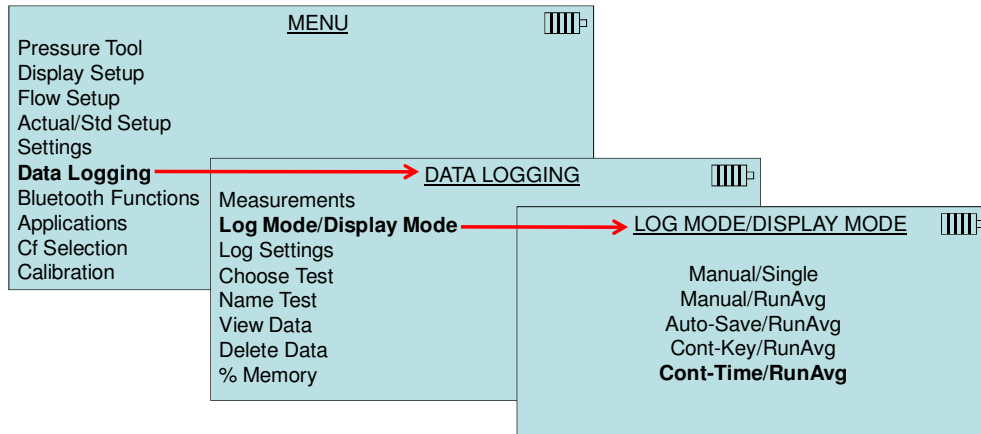 MENU
Pressure Tool
Display Setup
Flow Setup
Actual/Std Setup
Settings
Data Logging
Bluetooth Functions
Applications
Cf Selection
Calibration
DATA LOGGING
Measurements
Log Mode/Display Mode
Log Settings
Choose Test
Name Test
View Data
Delete Data
% Memory
LOG MODE/DISPLAY MODE
Manual/Single
Manual/RunAvg
Auto-Save/RunAvg
Cont-Key/RunAvg
Cont-Time/RunAvg